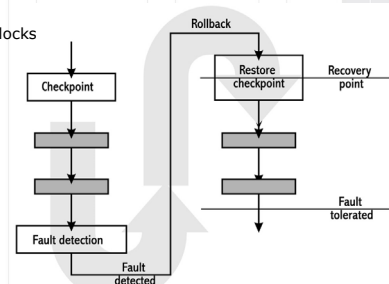 locks
Rollback
Checkpoint
Restore
checkpoint
Recovery
point
Fault detection
Fault
detected
Fault
tolerated